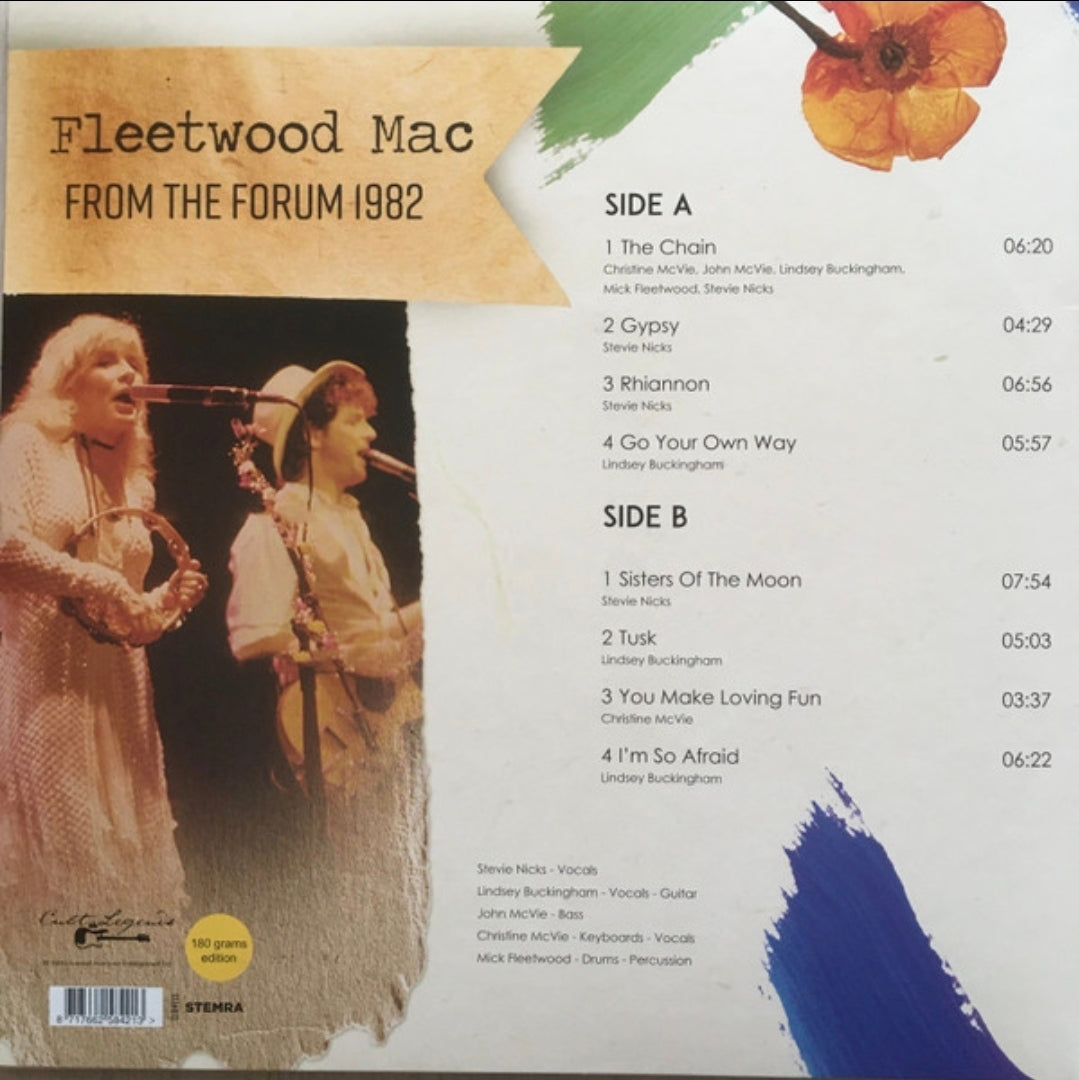 Fleetwood Mac
FROM THE FORUM 1982
SIDE A
1 The Chain 06:20
Christine McVie, John McVie, Lindsey Buckingham,
Mick Fleetwood, Stevie Nicks
2 Gypsy 04:29
Stevie Nicks
3 Rhiannon 06:56
Stevie Nicks
4 Go Your Own Way 05:57
Lindsey Buckingham
SIDE B
1 Sisters Of The Moon 07:54
Stevie Nicks
2 Tusk 05:03
Lindsey Buckingham
3 You Make Loving Fun 03:37
Christine McVie
4 I'm So Afraid 06:22
Lindsey Buckingham
Stevie Nicks - Vocals
Lindsey Buckingham - Vocals - Guitar
John McVie - Bass
Christine McVie - Keyboards - Vocals
Mick Fleetwood - Drums - Percussion
Cult Legends
180 grams
edition
STEMRA